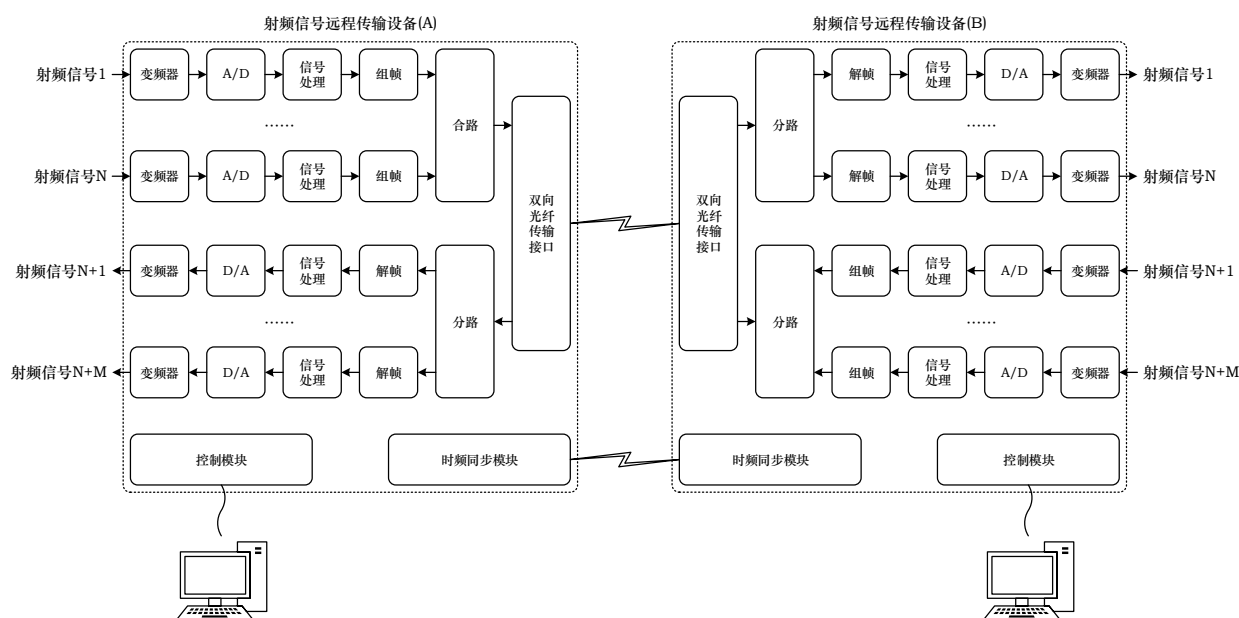 射频信号远程传输设备(A)
射频信号1
变频器
A/D
信号
处理
组帧
……
射频信号N
变频器
A/D
信号
处理
组帧
合路
双向
光纤
传输
接口
射频信号N+1
变频器
D/A
信号
处理
解帧
……
射频信号N+M
变频器
D/A
信号
处理
解帧
分路
控制模块
时频同步模块
射频信号远程传输设备(B)
双向
光纤
传输
接口
分路
解帧
信号
处理
D/A
变频器
射频信号1
……
解帧
信号
处理
D/A
变频器
射频信号N
分路
组帧
信号
处理
A/D
变频器
射频信号N+1
……
组帧
信号
处理
A/D
变频器
射频信号N+M
时频同步模块
控制模块